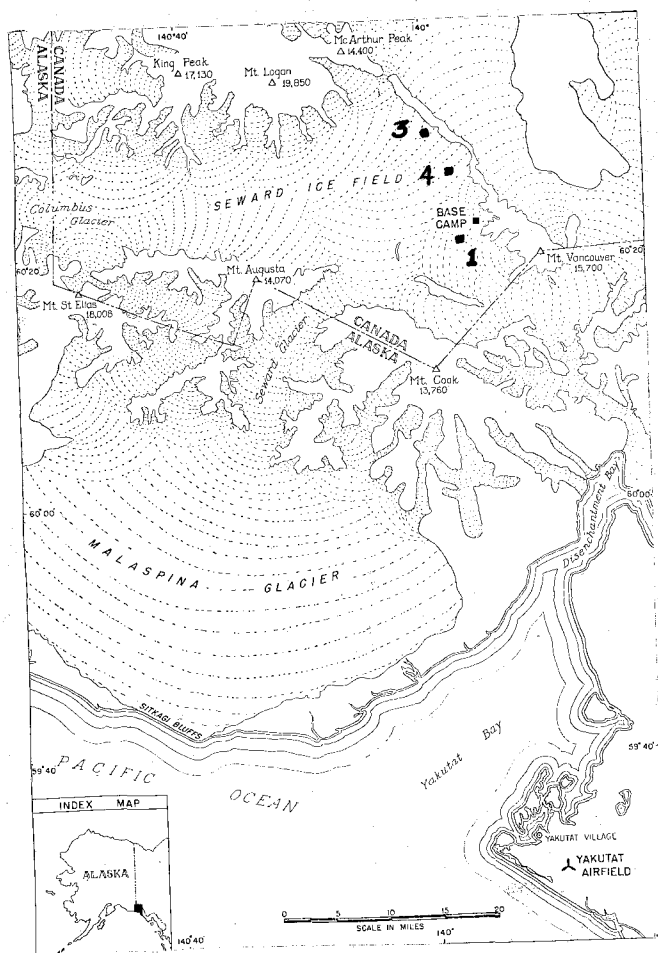 140°40'
140°
McArthur Peak
14,400
King Peak
17,130
Mt. Logan
19,850
CANADA
ALASKA
3
4
SEWARD ICE FIELD
Columbus
Glacier
BASE
CAMP
1
60°20'
60°20'
Mt. Vancouver
15,700
Mt. Augusta
14,070
Mt St Elias
18,008
CANADA
ALASKA
Seward Glacier
Mt. Cook
13,760
60°00'
60°00'
Disenchantment Bay
MALASPINA GLACIER
SITKAGI BLUFFS
Yakutat Bay
59°40'
59°40'
PACIFIC
OCEAN
INDEX MAP
ALASKA
YAKUTAT VILLAGE
YAKUTAT
AIRFIELD
0 5 10 15 20
SCALE IN MILES
140°40'
140°